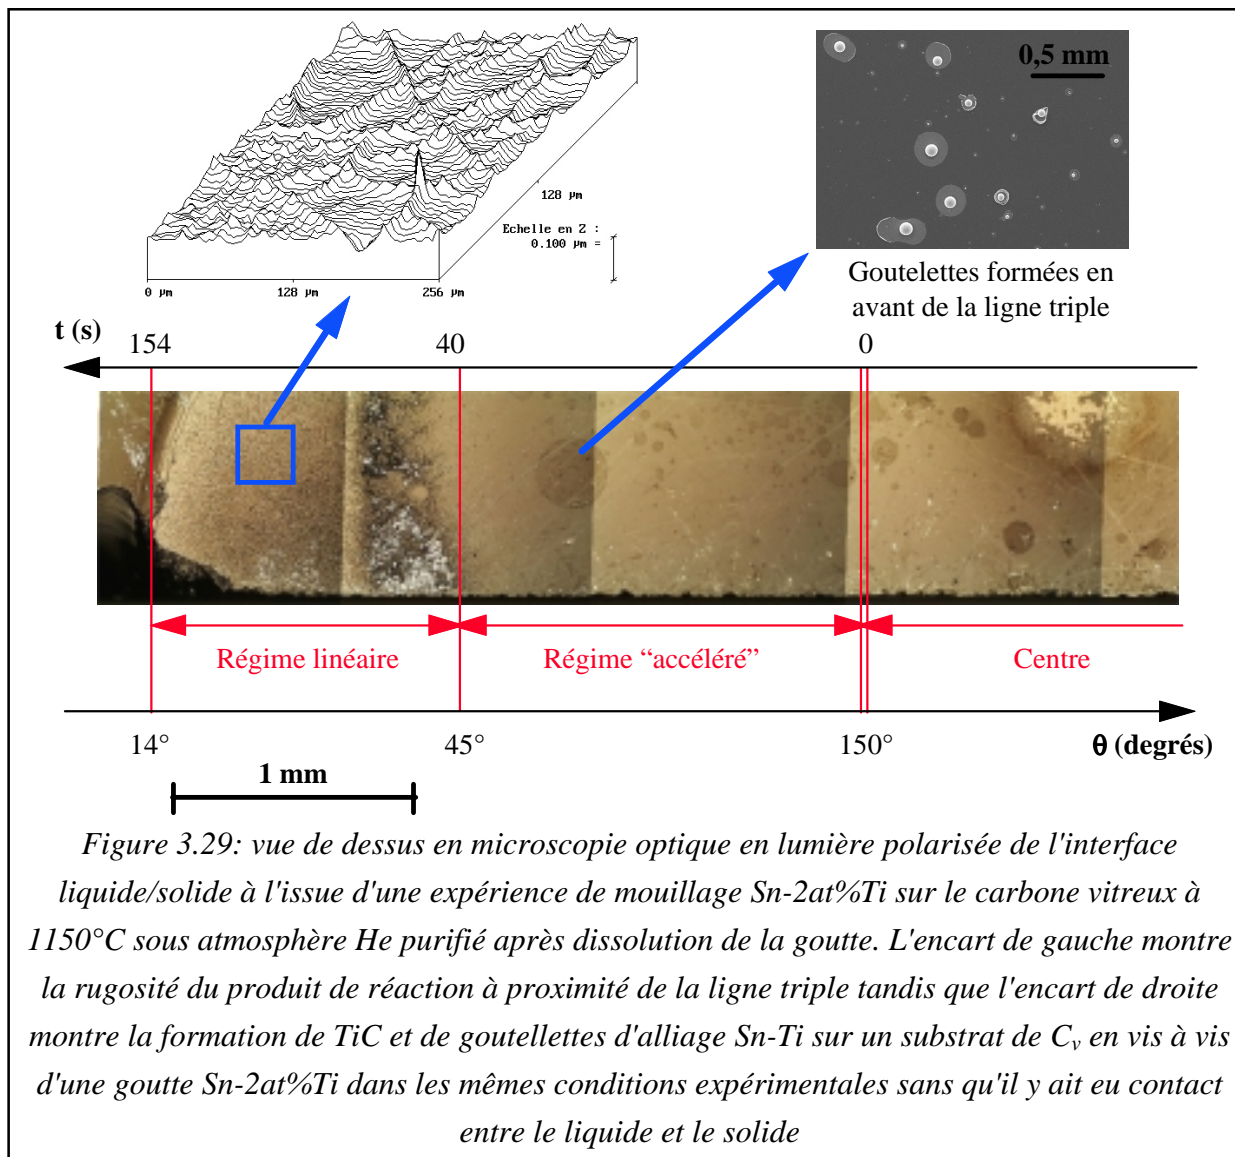 0,5 mm
128 µm
Echelle en Z :
0.100 µm =
0 µm
128 µm
256 µm
Goutelettes formées en
avant de la ligne triple
t (s)
154
40
0
Régime linéaire
Régime “accéléré”
Centre
14°
45°
150°
θ (degrés)
1 mm
Figure 3.29: vue de dessus en microscopie optique en lumière polarisée de l'interface
liquide/solide à l'issue d'une expérience de mouillage Sn-2at%Ti sur le carbone vitreux à
1150°C sous atmosphère He purifié après dissolution de la goutte. L'encart de gauche montre
la rugosité du produit de réaction à proximité de la ligne triple tandis que l'encart de droite
montre la formation de TiC et de goutellettes d'alliage Sn-Ti sur un substrat de Cv en vis à vis
d'une goutte Sn-2at%Ti dans les mêmes conditions expérimentales sans qu'il y ait eu contact
entre le liquide et le solide